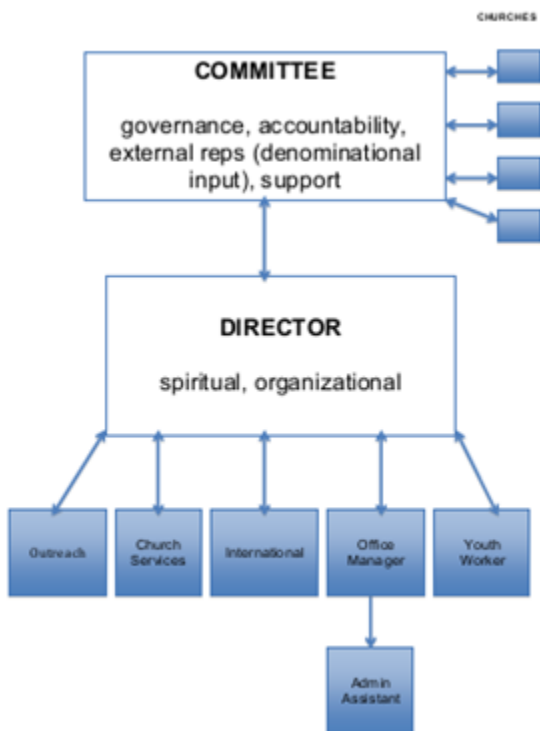 CHURCHES
COMMITTEE
governance, accountability,
external reps (denominational
input), support
DIRECTOR
spiritual, organizational
Outreach
Church
Services
International
Office
Manager
Youth
Worker
Admin
Assistant